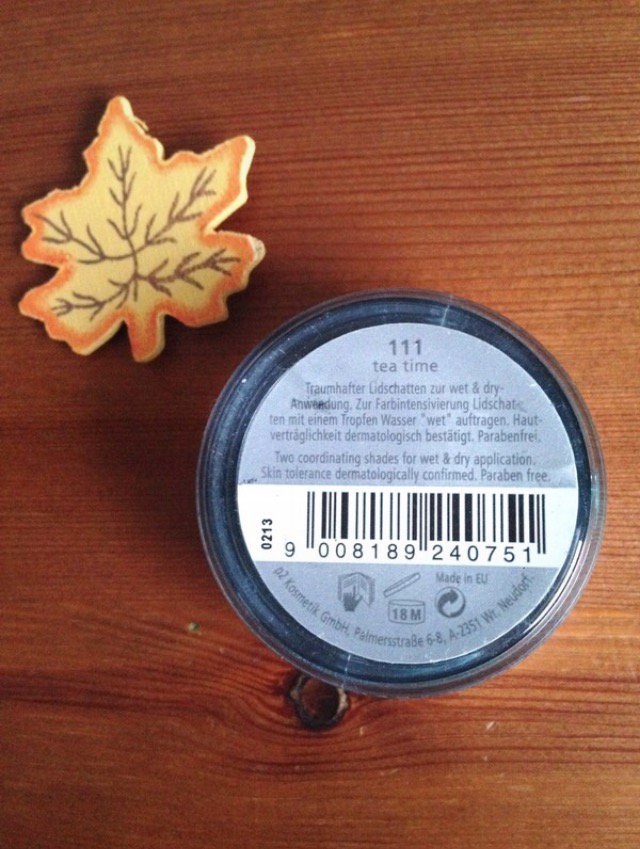 111
tea time
Traumhafter Lidschatten zur wet & dry-
Anwendung. Zur Farbintensivierung Lidschat-
ten mit einem Tropfen Wasser "wet" auftragen. Haut-
verträglichkeit dermatologisch bestätigt. Parabenfrei.
Two coordinating shades for wet & dry application.
Skin tolerance dermatologically confirmed. Paraben free.
0213
9 008189 240751
Made in EU
18M
p2 Kosmetik GmbH, Palmersstraße 6-8, A-2351 Wr. Neudorf.